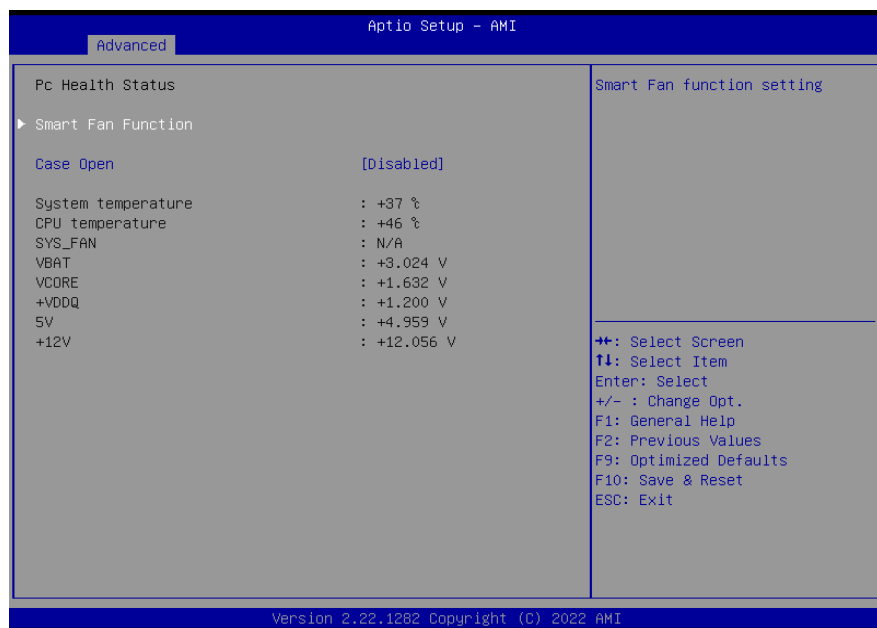 Aptio Setup – AMI
Advanced
Pc Health Status
Smart Fan Function
Case Open [Disabled]
System temperature : +37 ℃
CPU temperature : +46 ℃
SYS_FAN : N/A
VBAT : +3.024 V
VCORE : +1.632 V
+VDDQ : +1.200 V
5V : +4.959 V
+12V : +12.056 V
Smart Fan function setting
→←: Select Screen
↑↓: Select Item
Enter: Select
+/- : Change Opt.
F1: General Help
F2: Previous Values
F9: Optimized Defaults
F10: Save & Reset
ESC: Exit
Version 2.22.1282 Copyright (C) 2022 AMI